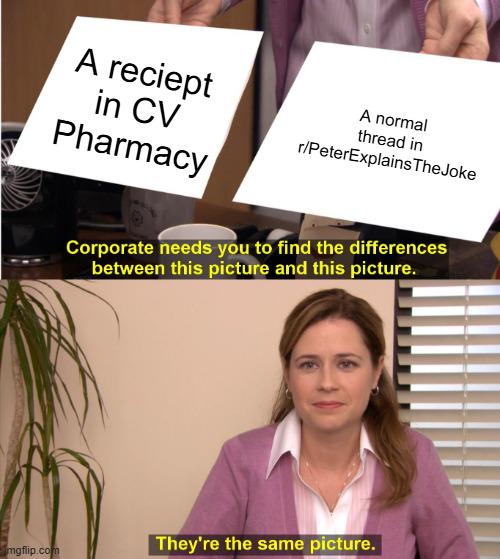 A reciept
in CV
Pharmacy
A normal
thread in
r/PeterExplainsTheJoke
Corporate needs you to find the differences
between this picture and this picture.
They're the same picture.
imgflip.com